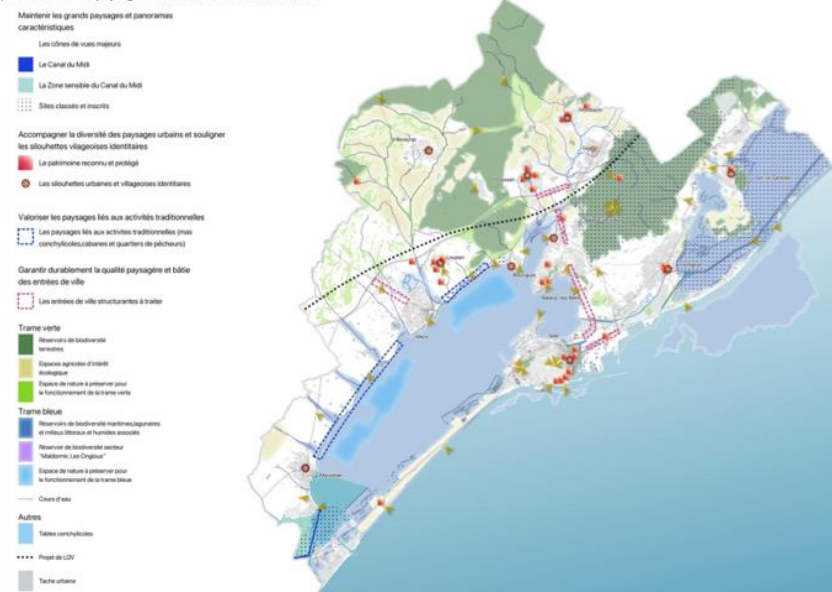 Maintenir les grands paysages et panoramas
caractéristiques
Les cônes de vues majeurs
Le Canal du Midi
La Zone sensible du Canal du Midi
Sites classés et inscrits
Accompagner la diversité des paysages urbains et souligner
les silouhettes vilageoises identitaires
Le patrimoine reconnu et protégé
Les silouhettes urbaines et villageoises identitaires
Valoriser les paysages liés aux activités traditionnelles
Les paysages liés aux activites traditionnelles (mas
conchylicoles,cabanes et quartiers de pêcheurs)
Garantir durablement la qualité paysagère et bâtie
des entrées de ville
Les entrées de ville structurantes à traiter
Trame verte
Réservoirs de biodiversité
terrestres
Espaces agricoles d'intérêt
écologique
Espace de nature à préserver pour
le fonctionnement de la trame verte
Trame bleue
Réservoirs de biodiversité maritimes,lagunaires
et milieux littoraux et humides associés
Réservoir de biodiversité secteur
Les Onglous"
Espace de nature à préserver pour
le fonctionnement de la trame bleue
Cours d'eau
Autres
Tables conchylicoles
Projet de LGV
Tache urbaine
Mèze
Sète
Marseillan